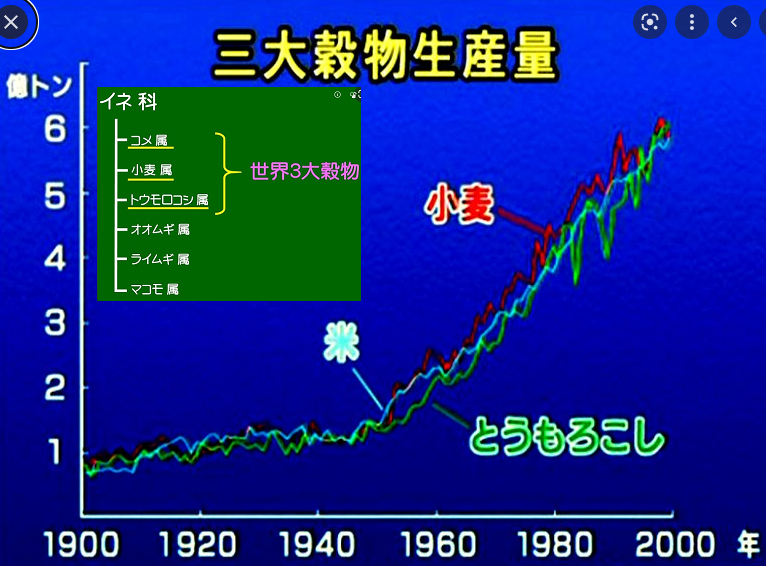 三大穀物生産量
億トン
イネ 科
コメ 属
小麦 属
トウモロコシ 属
オオムギ 属
ライムギ 属
マコモ 属
世界3大穀物
6
5
4
3
2
1
小麦
米
とうもろこし
1900 1920 1940 1960 1980 2000 年